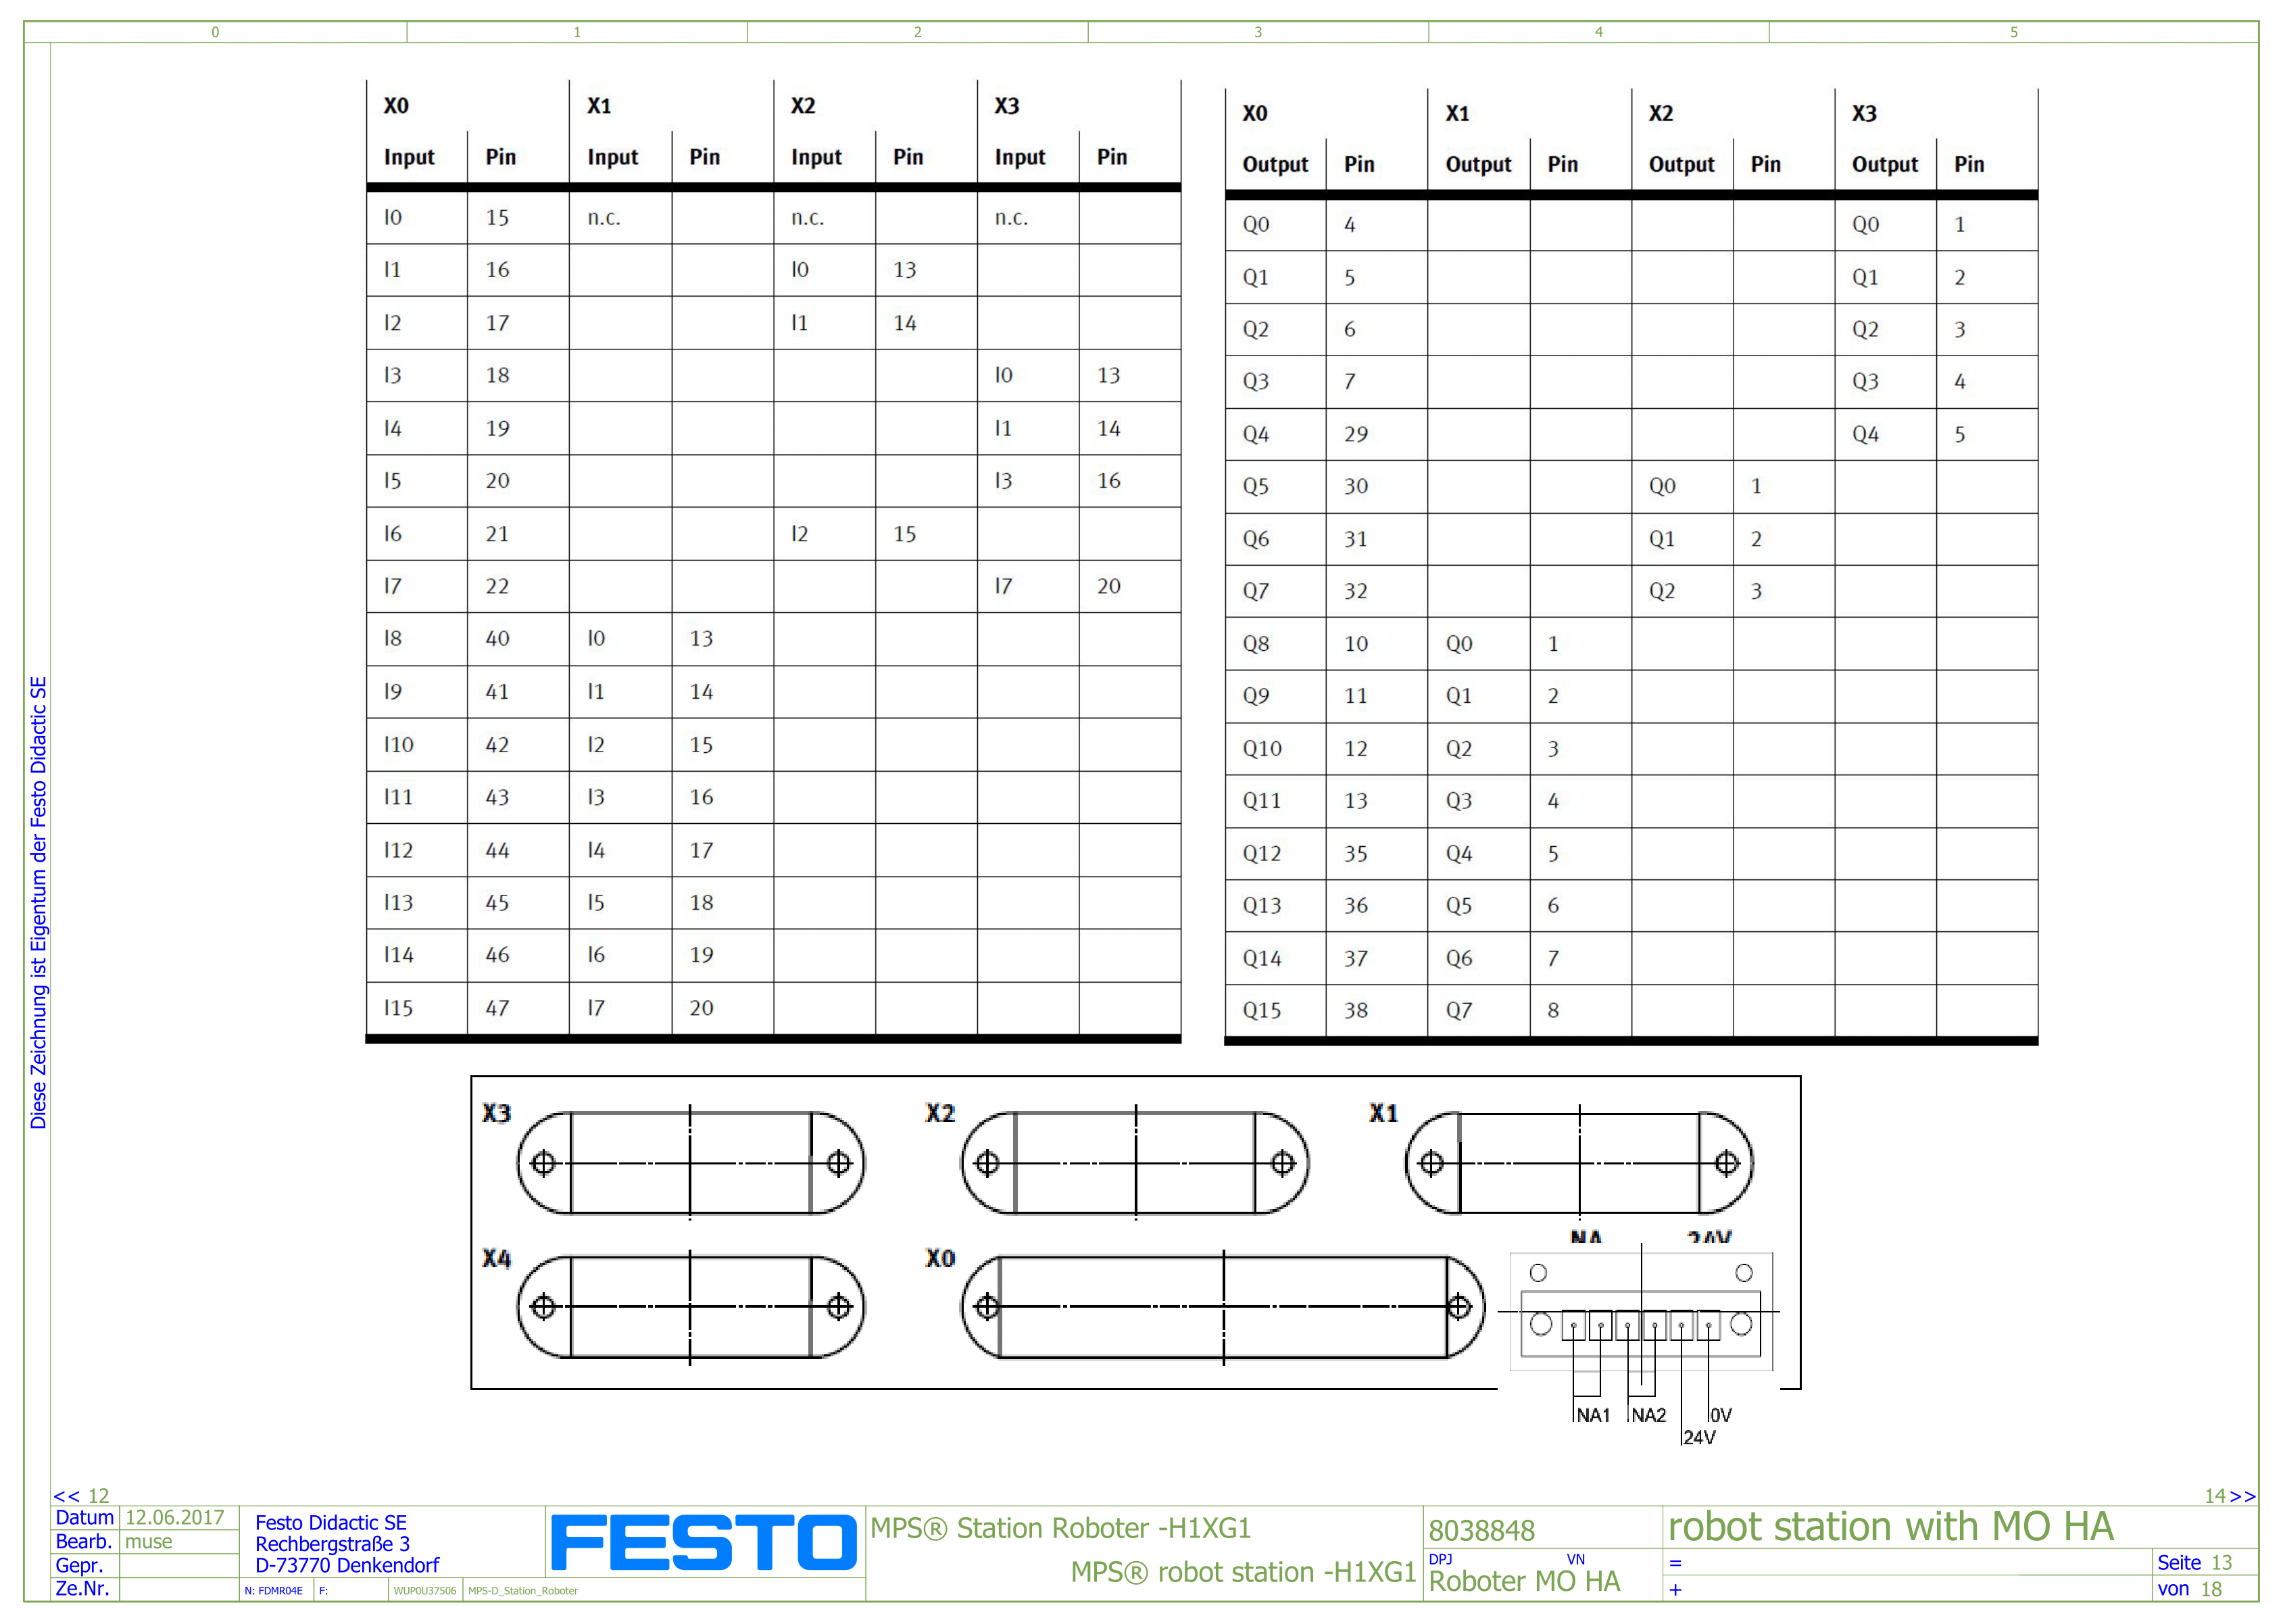 0 1 2 3 4 5
X0 X1 X2 X3
Input Pin Input Pin Input Pin Input Pin
I0 15 n.c. n.c. n.c.
I1 16 I0 13
I2 17 I1 14
I3 18 I0 13
I4 19 I1 14
I5 20 I3 16
I6 21 I2 15
I7 22 I7 20
I8 40 I0 13
I9 41 I1 14
I10 42 I2 15
I11 43 I3 16
I12 44 I4 17
I13 45 I5 18
I14 46 I6 19
I15 47 I7 20
X0 X1 X2 X3
Output Pin Output Pin Output Pin Output Pin
Q0 4 Q0 1
Q1 5 Q1 2
Q2 6 Q2 3
Q3 7 Q3 4
Q4 29 Q4 5
Q5 30 Q0 1
Q6 31 Q1 2
Q7 32 Q2 3
Q8 10 Q0 1
Q9 11 Q1 2
Q10 12 Q2 3
Q11 13 Q3 4
Q12 35 Q4 5
Q13 36 Q5 6
Q14 37 Q6 7
Q15 38 Q7 8
X3 X2 X1
NA 24V
X4 X0
NA1 NA2 0V
24V
Diese Zeichnung ist Eigentum der Festo Didactic SE
<< 12
14 >>
Datum 12.06.2017
Bearb. muse
Gepr.
Ze.Nr.
Festo Didactic SE
Rechbergstraße 3
D-73770 Denkendorf
N: FDMR04E F: WUP0U37506 MPS-D_Station_Roboter
FESTO
MPS® Station Roboter -H1XG1
MPS® robot station -H1XG1
8038848
DPJ VN
Roboter MO HA
robot station with MO HA
=
+
Seite 13
von 18